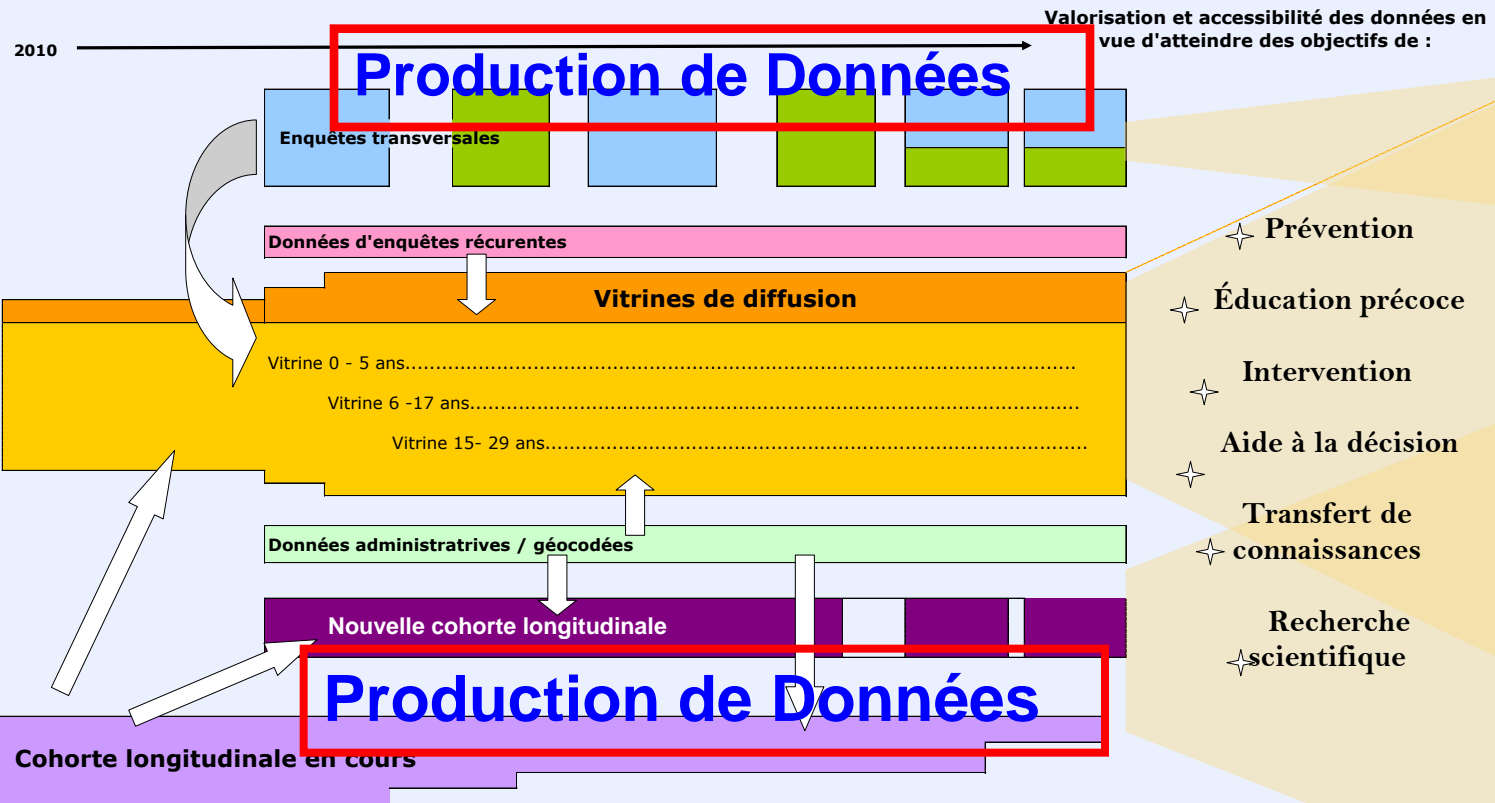 Valorisation et accessibilité des données en
vue d'atteindre des objectifs de :
2010
Production de Données
Enquêtes transversales
Données d'enquêtes récurentes
Vitrines de diffusion
Vitrine 0 - 5 ans....................................................................................................
Vitrine 6 -17 ans....................................................................................................
Vitrine 15- 29 ans....................................................................................................
Données administratrives / géocodées
Nouvelle cohorte longitudinale
Production de Données
Cohorte longitudinale en cours
Prévention
Éducation précoce
Intervention
Aide à la décision
Transfert de
connaissances
Recherche
scientifique